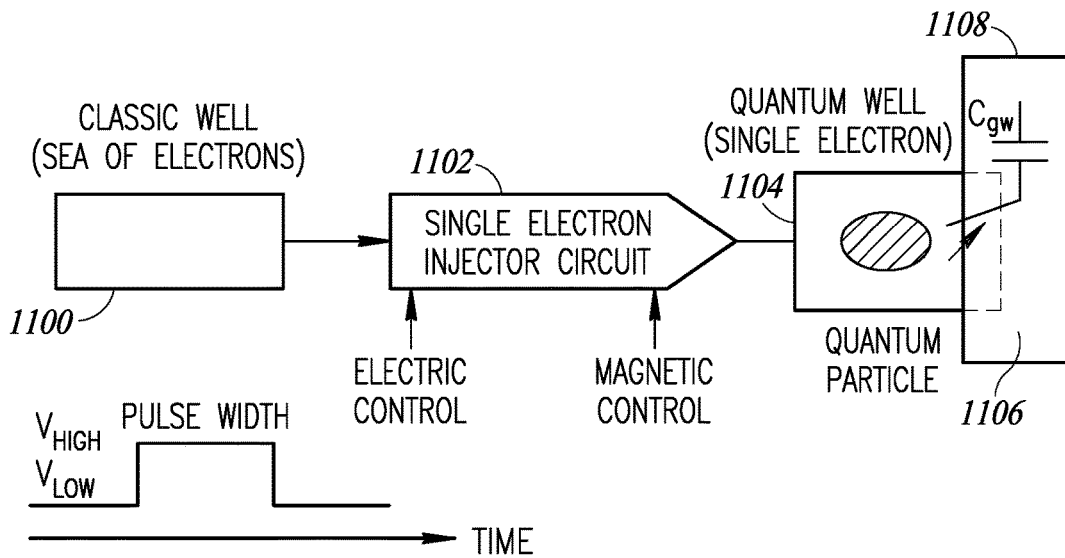 1108
CLASSIC WELL
(SEA OF ELECTRONS)
QUANTUM WELL
(SINGLE ELECTRON)
Cgw
1102
1104
SINGLE ELECTRON
INJECTOR CIRCUIT
1100
ELECTRIC
CONTROL
MAGNETIC
CONTROL
QUANTUM
PARTICLE
1106
VHIGH
PULSE WIDTH
VLOW
TIME